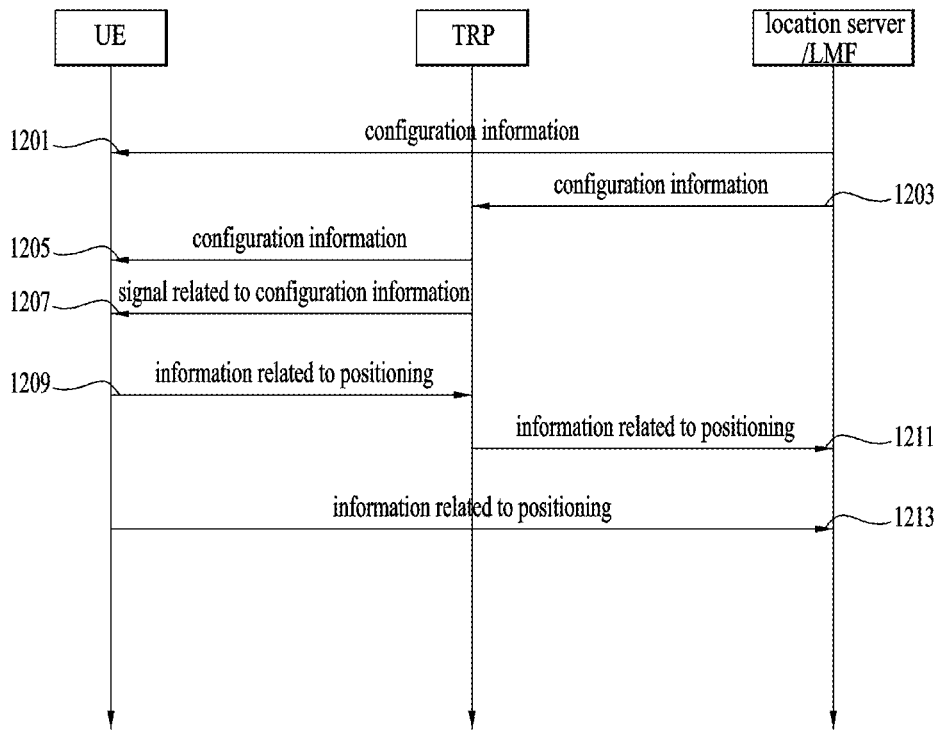 UE
TRP
location server
/LMF
1201
configuration information
configuration information
1203
1205
configuration information
1207
signal related to configuration information
1209
information related to positioning
information related to positioning
1211
information related to positioning
1213